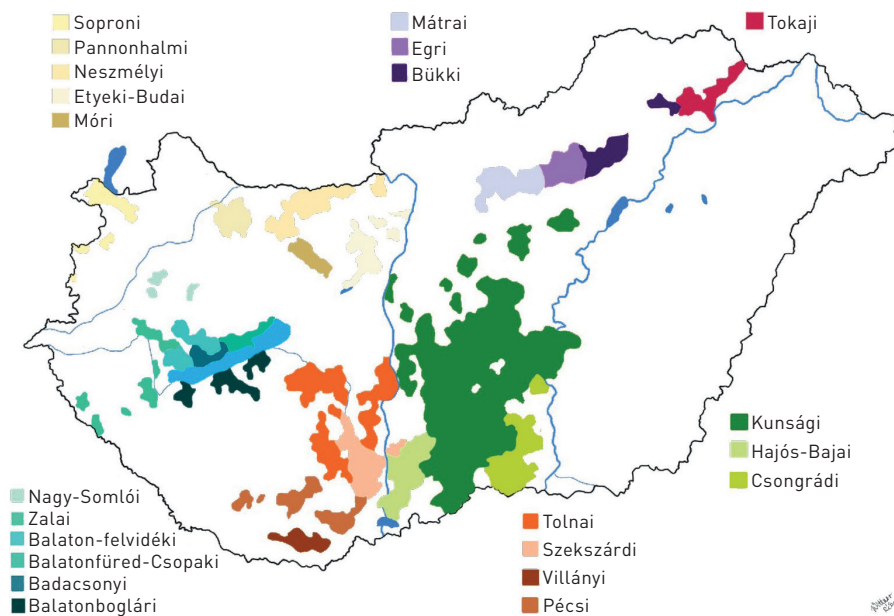 Soproni
Pannonhalmi
Neszmélyi
Etyeki-Budai
Móri
Mátrai
Egri
Bükki
Tokaji
Kunsági
Hajós-Bajai
Csongrádi
Nagy-Somlói
Zalai
Balaton-felvidéki
Balatonfüred-Csopaki
Badacsonyi
Balatonboglári
Tolnai
Szekszárdi
Villányi
Pécsi